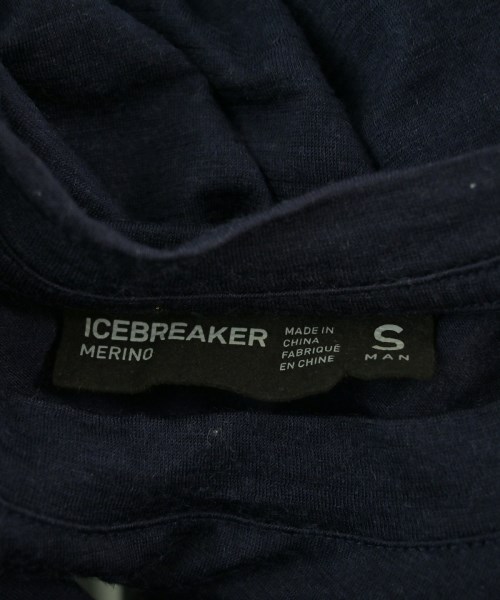 ICEBREAKER
MERINO
MADE IN
CHINA
FABRIQUÉ
EN CHINE
S
MAN